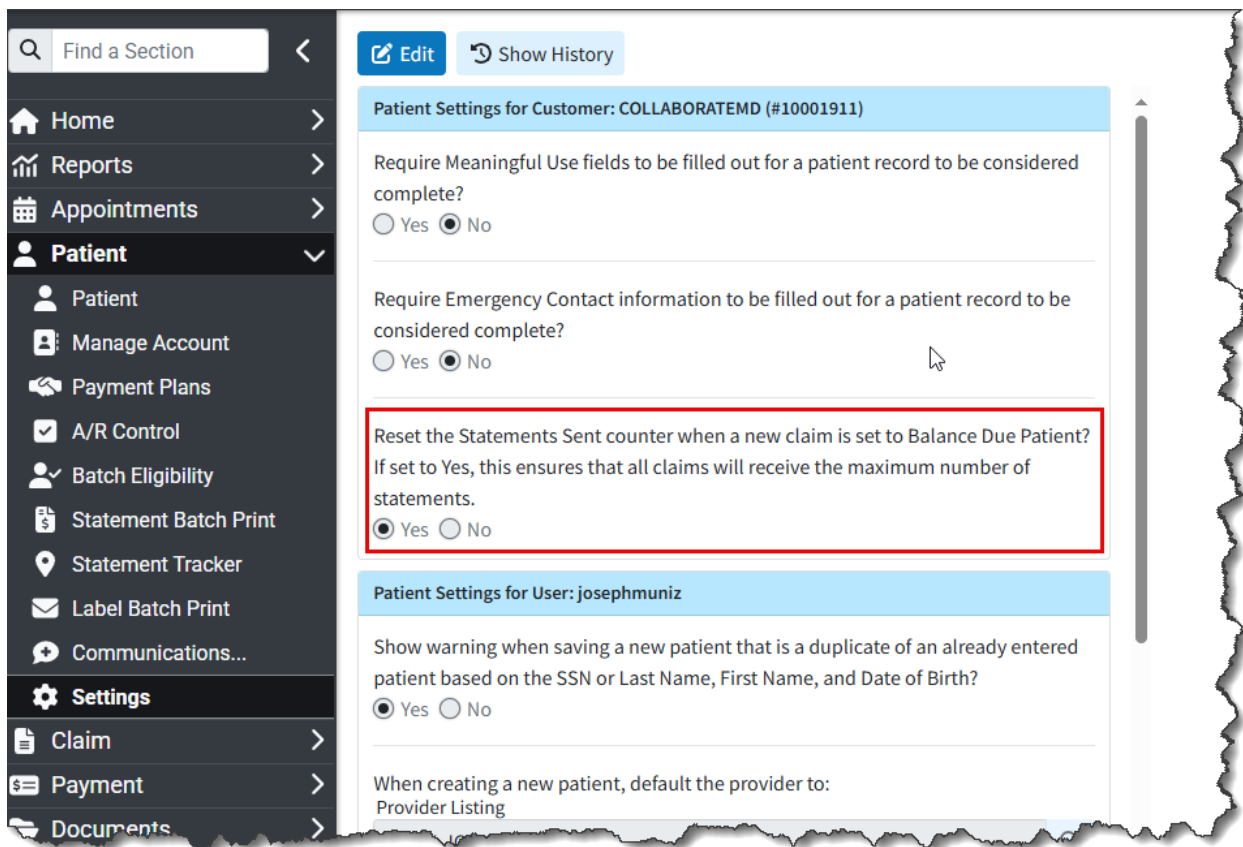 Find a Section
Home
Reports
Appointments
Patient
Patient
Manage Account
Payment Plans
A/R Control
Batch Eligibility
Statement Batch Print
Statement Tracker
Label Batch Print
Communications...
Settings
Claim
Payment
Documents
Edit
Show History
Patient Settings for Customer: COLLABORATEMD (#10001911)
Require Meaningful Use fields to be filled out for a patient record to be considered
complete?
Yes No
Require Emergency Contact information to be filled out for a patient record to be
considered complete?
Yes No
Reset the Statements Sent counter when a new claim is set to Balance Due Patient?
If set to Yes, this ensures that all claims will receive the maximum number of
statements.
Yes No
Patient Settings for User: josephmuniz
Show warning when saving a new patient that is a duplicate of an already entered
patient based on the SSN or Last Name, First Name, and Date of Birth?
Yes No
When creating a new patient, default the provider to:
Provider Listing